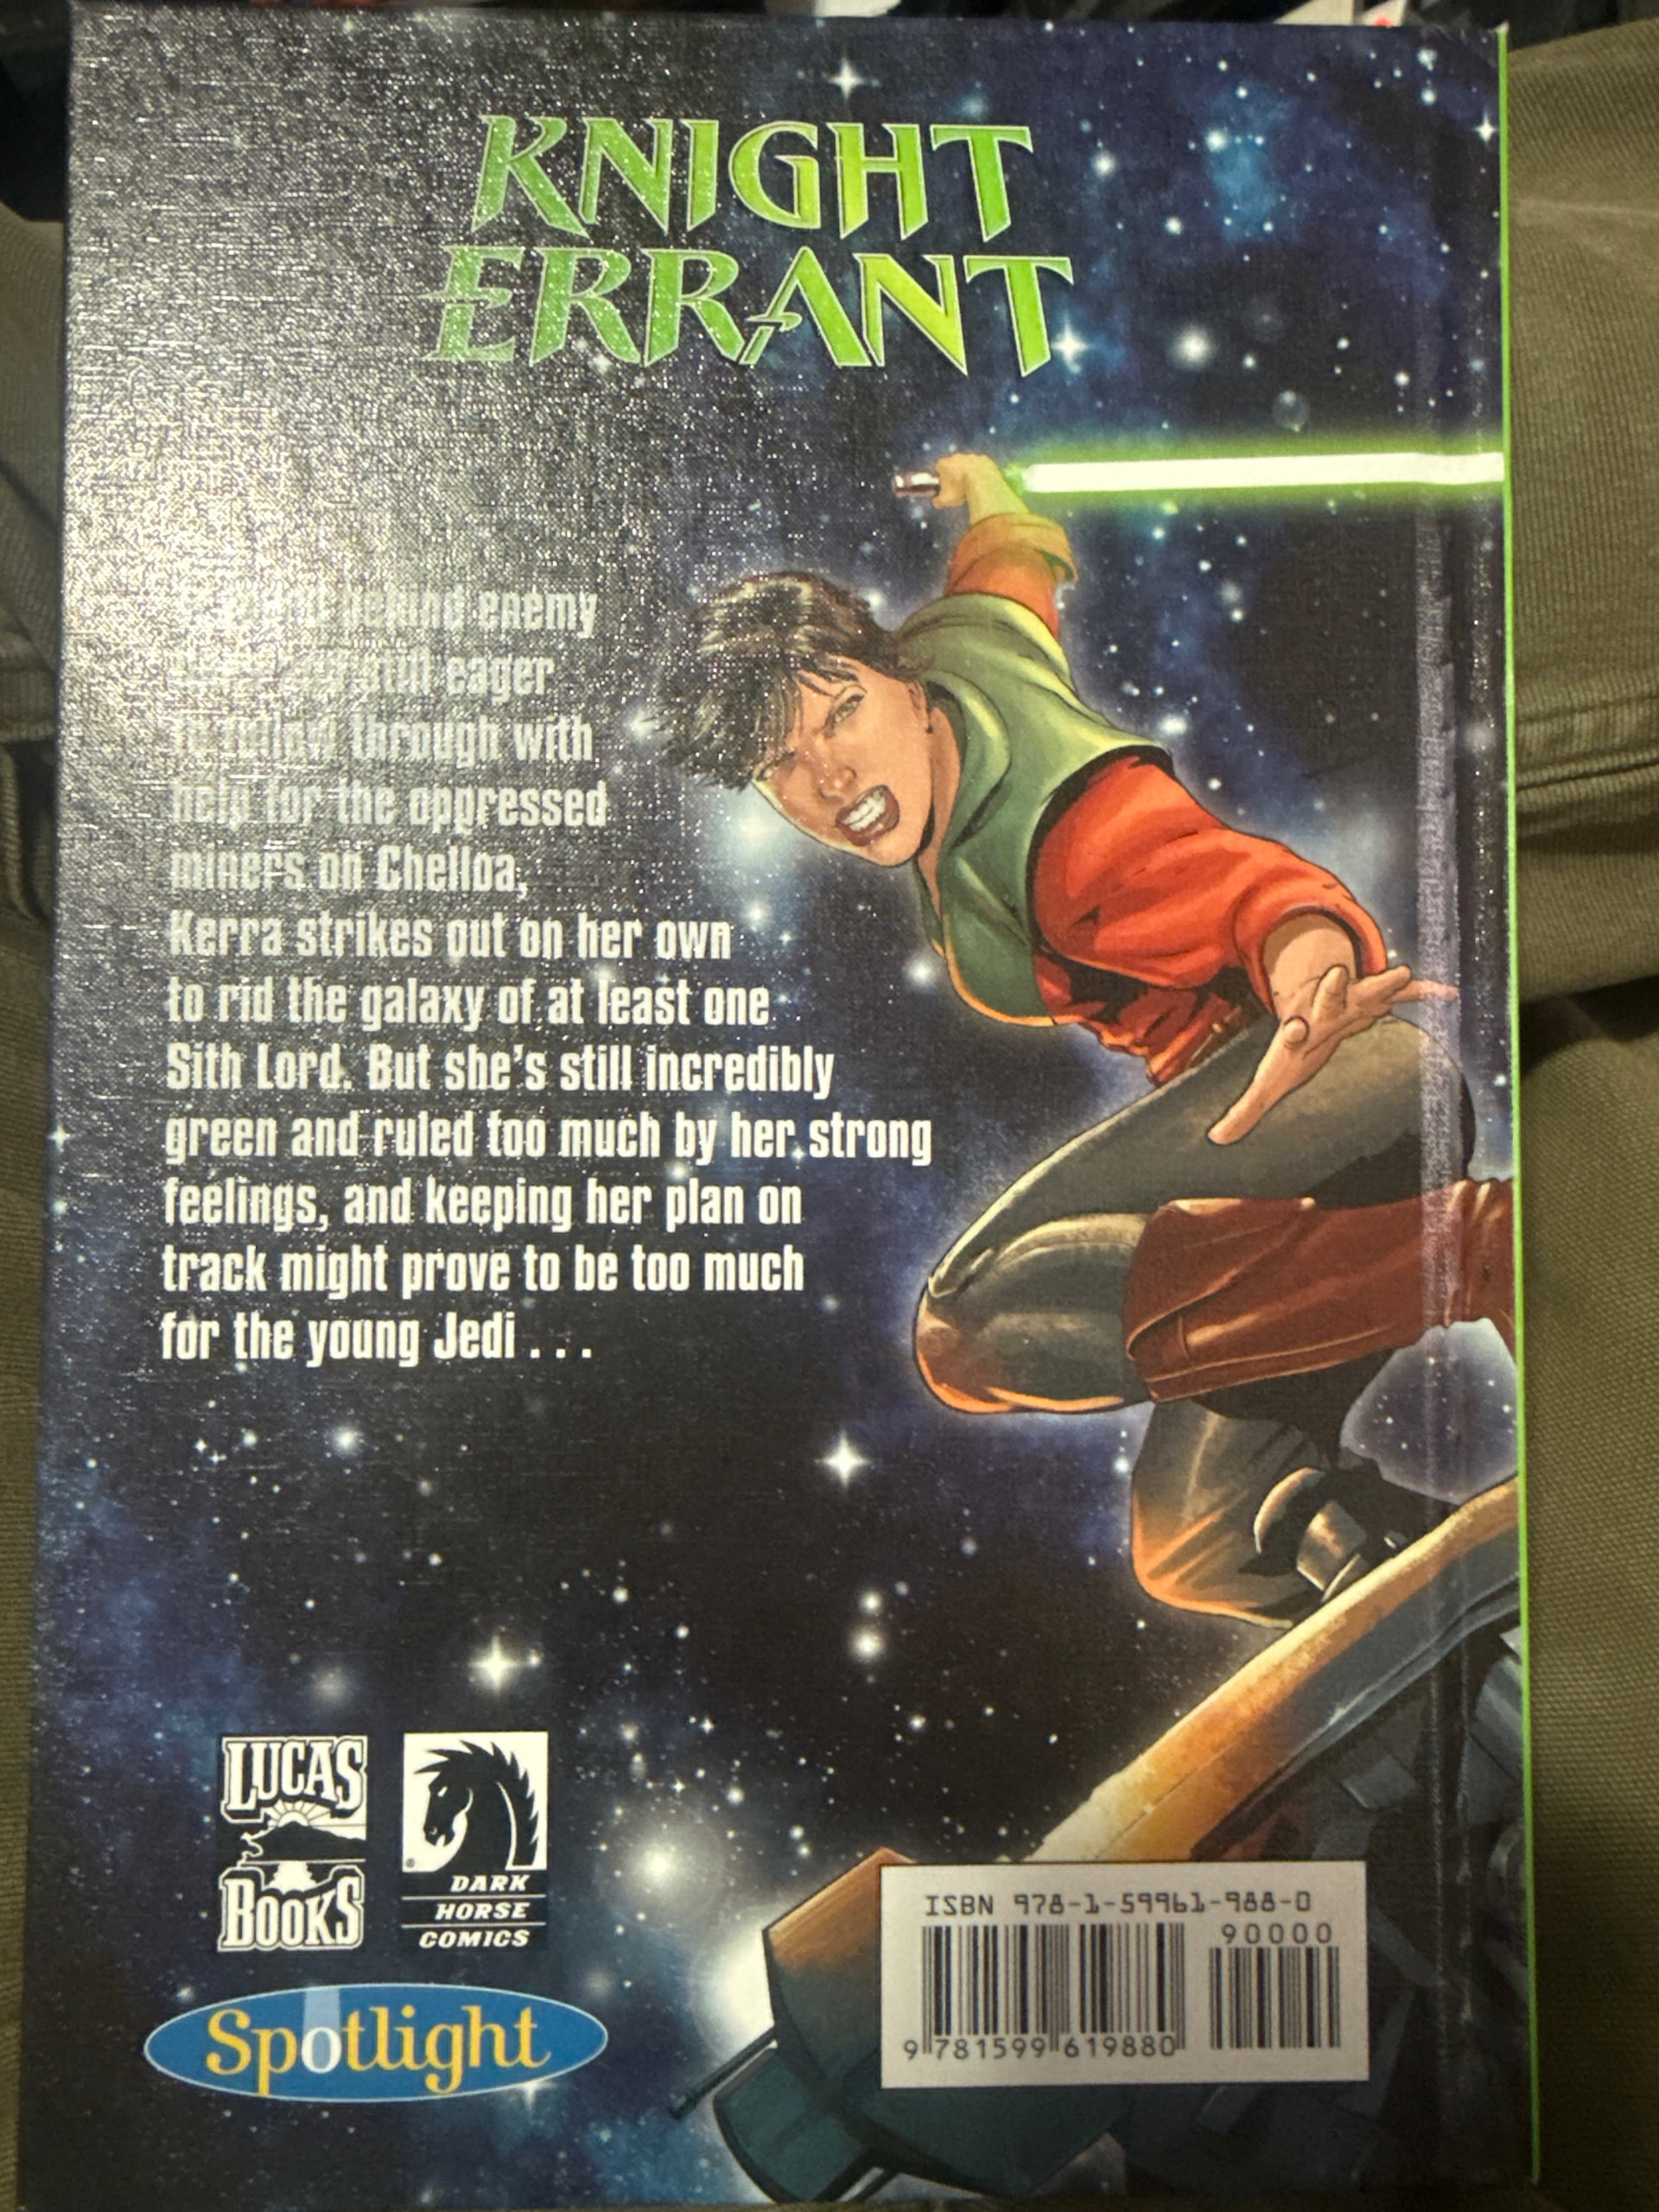 KNIGHT
ERRANT
behind enemy
still eager
to follow through with
help for the oppressed
miners on Chelloa,
Kerra strikes out on her own
to rid the galaxy of at least one
Sith Lord. But she's still incredibly
green and ruled too much by her strong
feelings, and keeping her plan on
track might prove to be too much
for the young Jedi . . .
LUCAS
BOOKS
DARK
HORSE
COMICS
Spotlight
ISBN 978-1-59961-988-0
90000
9 781599 619880